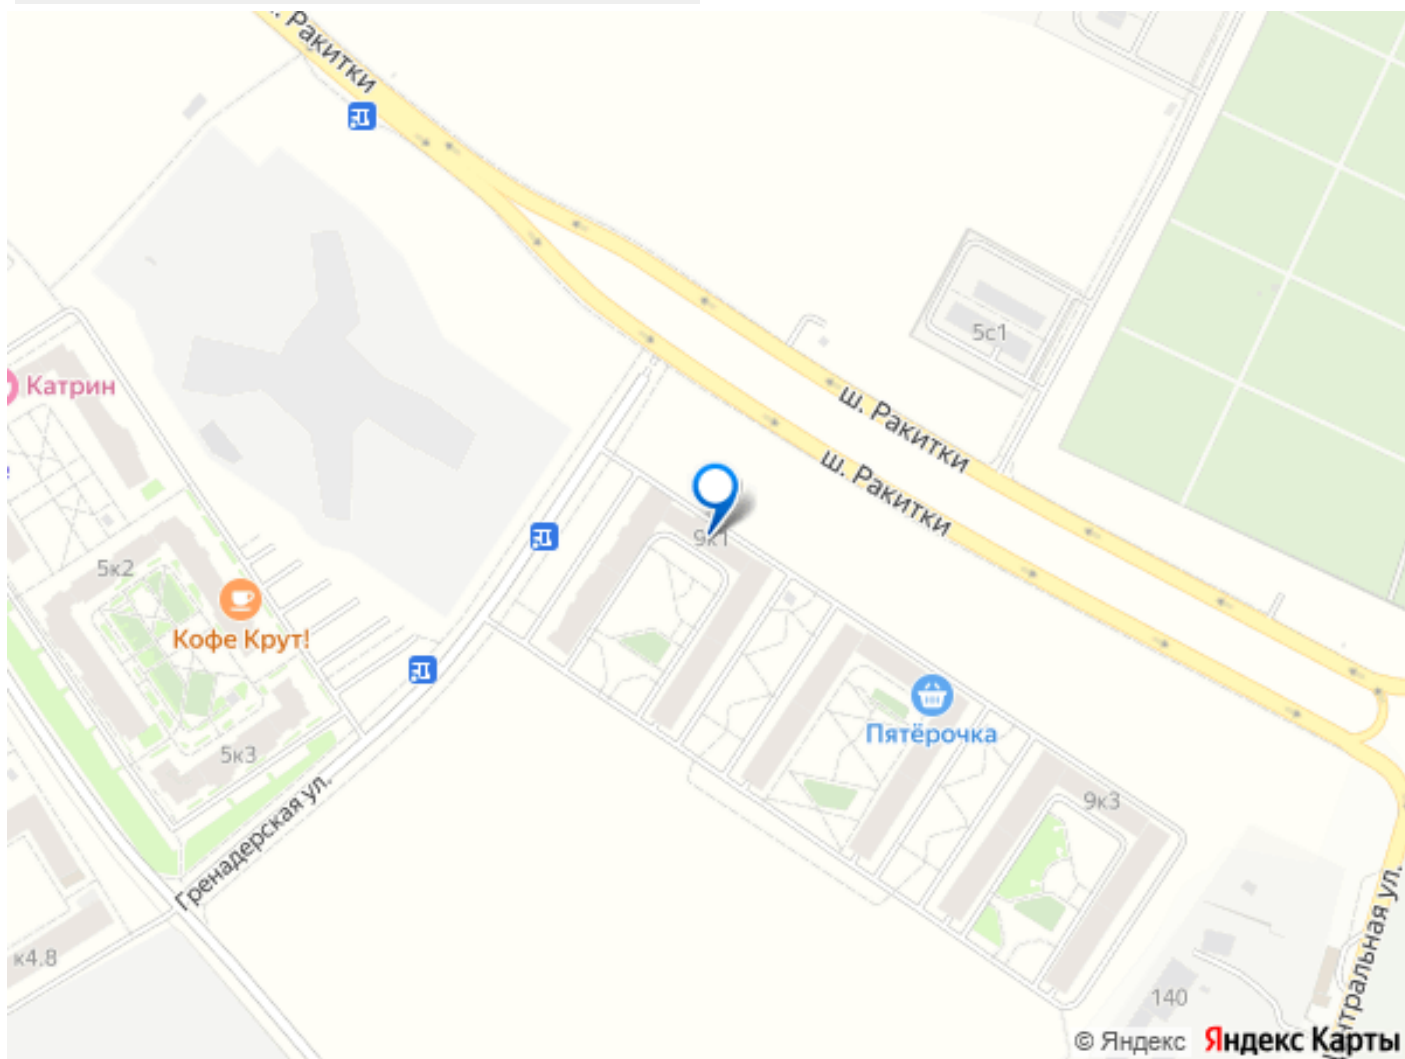 ш. Ракитки
5с1
Катрин
ш. Ракитки
ш. Ракитки
9к1
5к2
Кофе Крут!
Пятёрочка
5к3
9к3
Гренадерская ул.
к4.8
140
нтральная ул.
© Яндекс Яндекс Карты